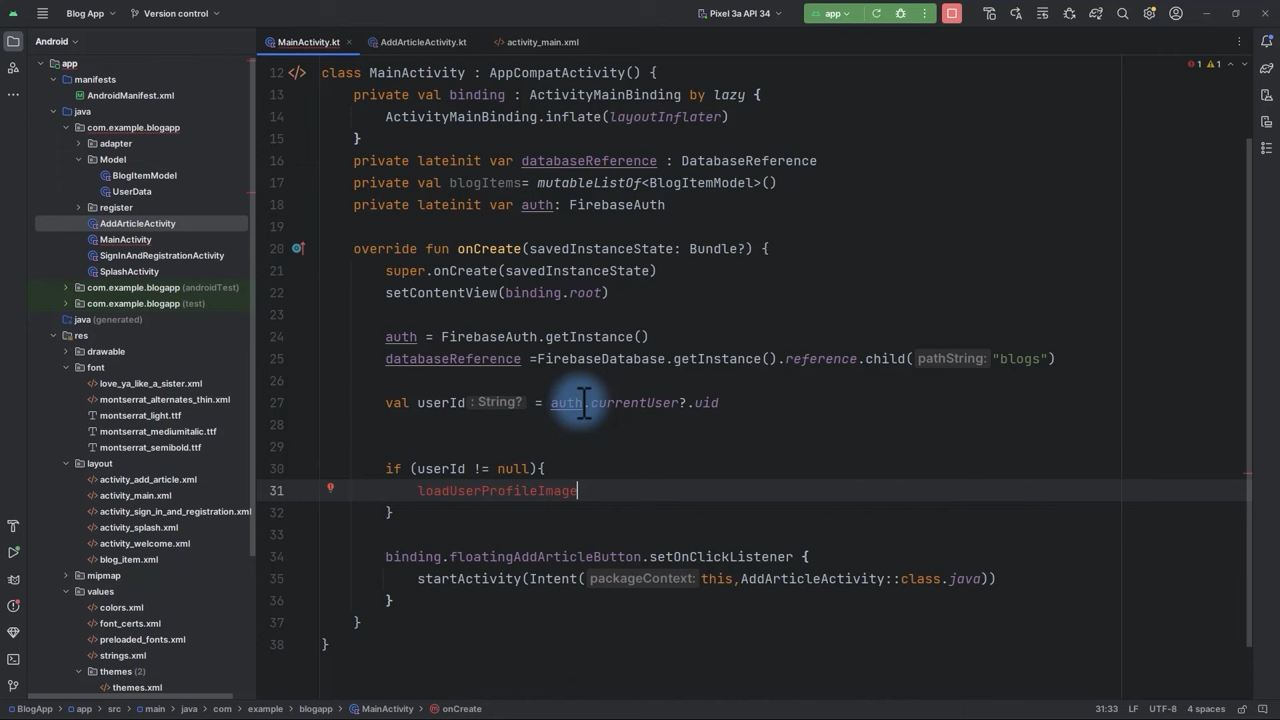 Blog App
Version control
Pixel 3a API 34
app
Android
MainActivity.kt
AddArticleActivity.kt
activity_main.xml
app
manifests
AndroidManifest.xml
java
com.example.blogapp
adapter
Model
BlogItemModel
UserData
register
AddArticleActivity
MainActivity
SignInAndRegistrationActivity
SplashActivity
com.example.blogapp (androidTest)
com.example.blogapp (test)
java (generated)
res
drawable
font
love_ya_like_a_sister.xml
montserrat_alternates_thin.xml
montserrat_light.ttf
montserrat_mediumitalic.ttf
montserrat_semibold.ttf
layout
activity_add_article.xml
activity_main.xml
activity_sign_in_and_registration.xml
activity_splash.xml
activity_welcome.xml
blog_item.xml
mipmap
values
colors.xml
font_certs.xml
preloaded_fonts.xml
strings.xml
themes (2)
themes.xml
1 1
12 class MainActivity : AppCompatActivity() {
13 private val binding : ActivityMainBinding by lazy {
14 ActivityMainBinding.inflate(layoutInflater)
15 }
16 private lateinit var databaseReference : DatabaseReference
17 private val blogItems= mutableListOf<BlogItemModel>()
18 private lateinit var auth: FirebaseAuth
19
20 override fun onCreate(savedInstanceState: Bundle?) {
21 super.onCreate(savedInstanceState)
22 setContentView(binding.root)
23
24 auth = FirebaseAuth.getInstance()
25 databaseReference =FirebaseDatabase.getInstance().reference.child( pathString: "blogs")
26
27 val userId : String? = auth.currentUser?.uid
28
29
30 if (userId != null){
31 loadUserProfileImage
32 }
33
34 binding.floatingAddArticleButton.setOnClickListener {
35 startActivity(Intent( packageContext: this,AddArticleActivity::class.java))
36 }
37 }
38 }
BlogApp > app > src > main > java > com > example > blogapp > MainActivity > onCreate
31:33 LF UTF-8 4 spaces